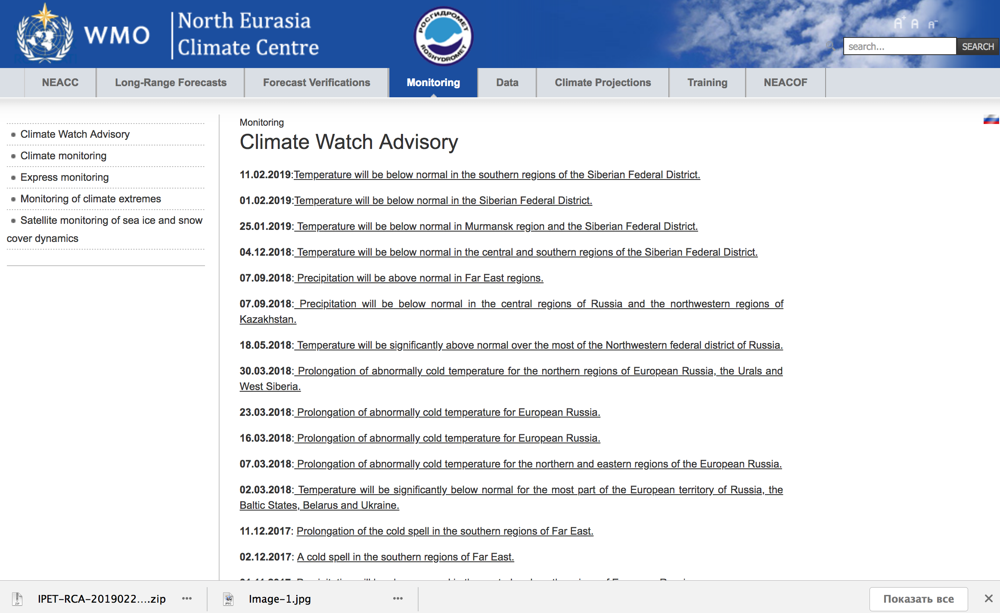 WMO
North Eurasia
Climate Centre
РОСГИДРОМЕТ
ROSHYDROMET
A+ A A-
search...
SEARCH
NEACC
Long-Range Forecasts
Forecast Verifications
Monitoring
Data
Climate Projections
Training
NEACOF
Climate Watch Advisory
Climate monitoring
Express monitoring
Monitoring of climate extremes
Satellite monitoring of sea ice and snow
cover dynamics
Monitoring
Climate Watch Advisory
11.02.2019:Temperature will be below normal in the southern regions of the Siberian Federal District.
01.02.2019:Temperature will be below normal in the Siberian Federal District.
25.01.2019: Temperature will be below normal in Murmansk region and the Siberian Federal District.
04.12.2018: Temperature will be below normal in the central and southern regions of the Siberian Federal District.
07.09.2018: Precipitation will be above normal in Far East regions.
07.09.2018: Precipitation will be below normal in the central regions of Russia and the northwestern regions of
Kazakhstan.
18.05.2018: Temperature will be significantly above normal over the most of the Northwestern federal district of Russia.
30.03.2018: Prolongation of abnormally cold temperature for the northern regions of European Russia, the Urals and
West Siberia.
23.03.2018: Prolongation of abnormally cold temperature for European Russia.
16.03.2018: Prolongation of abnormally cold temperature for European Russia.
07.03.2018: Prolongation of abnormally cold temperature for the northern and eastern regions of the European Russia.
02.03.2018: Temperature will be significantly below normal for the most part of the European territory of Russia, the
Baltic States, Belarus and Ukraine.
11.12.2017: Prolongation of the cold spell in the southern regions of Far East.
02.12.2017: A cold spell in the southern regions of Far East.
ZIP
IPET-RCA-2019022....zip
JPEG
Image-1.jpg
Показать все